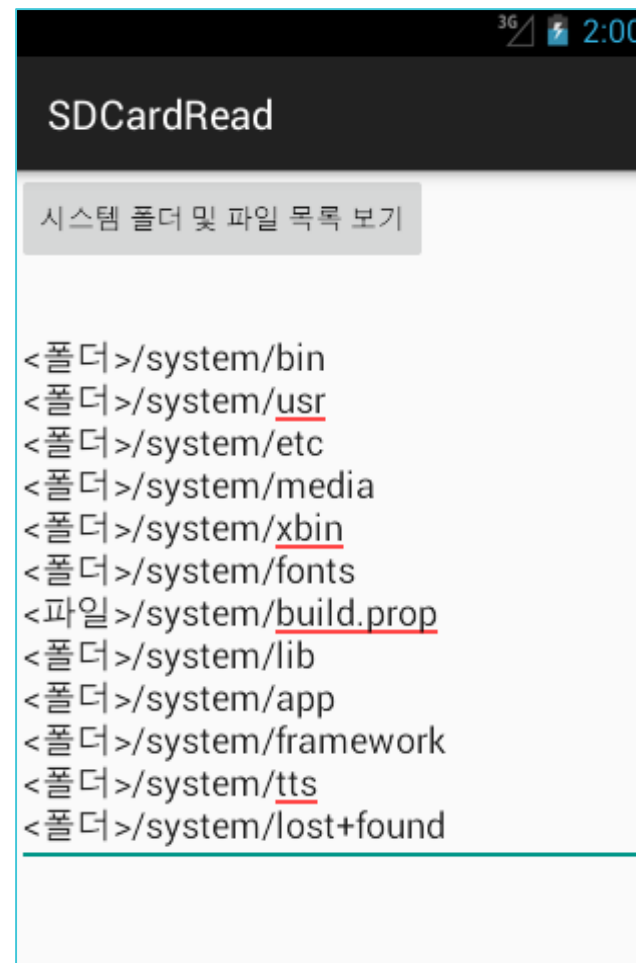 3G 2:00
SDCardRead
시스템 폴더 및 파일 목록 보기
<폴더>/system/bin
<폴더>/system/usr
<폴더>/system/etc
<폴더>/system/media
<폴더>/system/xbin
<폴더>/system/fonts
<파일>/system/build.prop
<폴더>/system/lib
<폴더>/system/app
<폴더>/system/framework
<폴더>/system/tts
<폴더>/system/lost+found